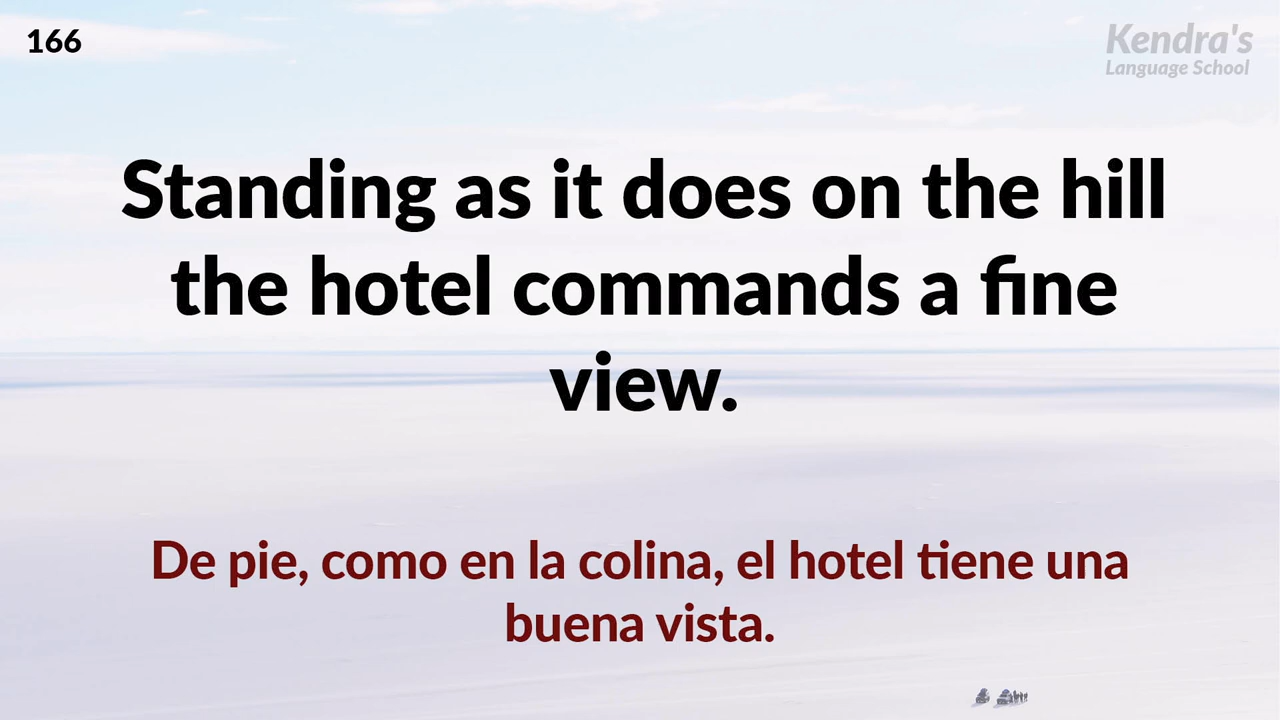 166
Kendra's
Language School
Standing as it does on the hill
the hotel commands a fine
view.
De pie, como en la colina, el hotel tiene una
buena vista.